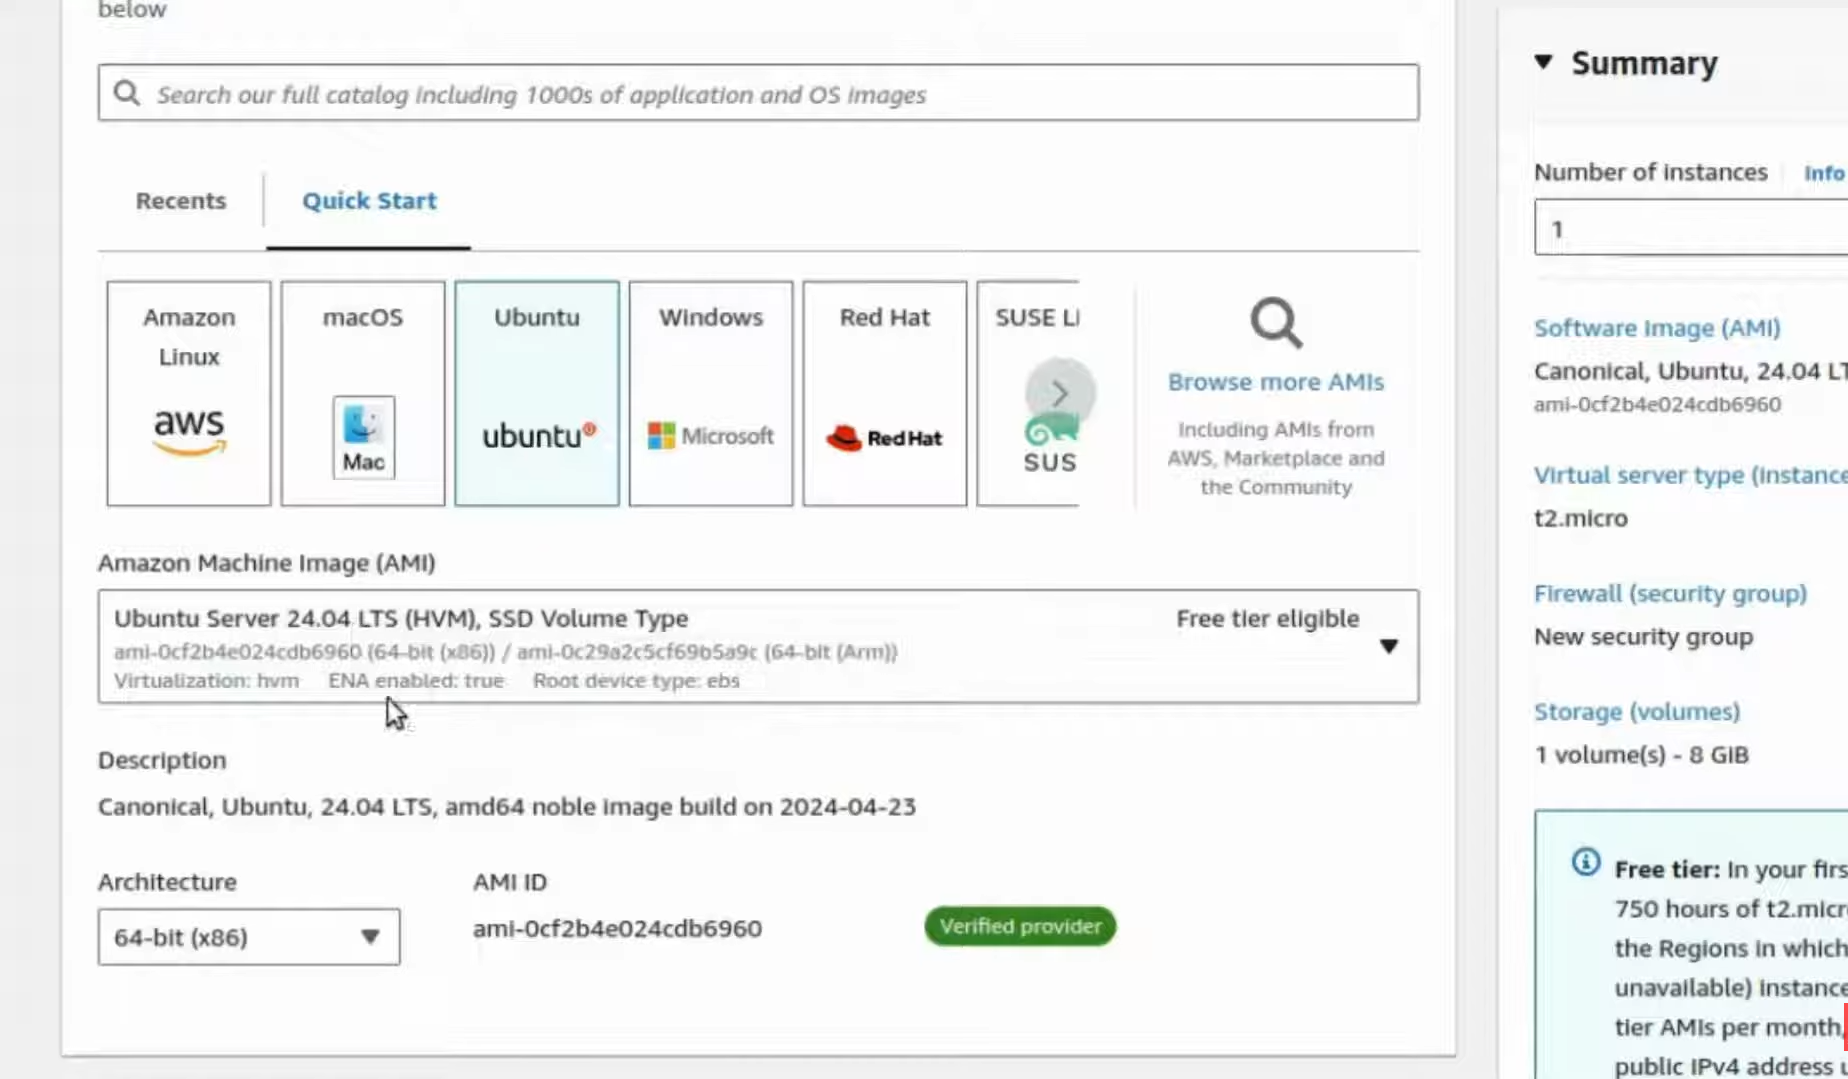 below
Search our full catalog including 1000s of application and OS images
Recents
Quick Start
Amazon
Linux
aws
macOS
Mac
Ubuntu
ubuntu
Windows
Microsoft
Red Hat
Red Hat
SUSE LI
SUS
Browse more AMIs
Including AMIs from
AWS, Marketplace and
the Community
Amazon Machine Image (AMI)
Ubuntu Server 24.04 LTS (HVM), SSD Volume Type
Free tier eligible
ami-0cf2b4e024cdb6960 (64-bit (x86)) / ami-0c29a2c5cf69b5a9c (64-bit (Arm))
Virtualization: hvm ENA enabled: true Root device type: ebs
Description
Canonical, Ubuntu, 24.04 LTS, amd64 noble image build on 2024-04-23
Architecture
64-bit (x86)
AMI ID
ami-0cf2b4e024cdb6960
Verified provider
Summary
Number of instances Info
1
Software Image (AMI)
Canonical, Ubuntu, 24.04 LT
ami-0cf2b4e024cdb6960
Virtual server type (instance
t2.micro
Firewall (security group)
New security group
Storage (volumes)
1 volume(s) - 8 GiB
Free tier: In your firs
750 hours of t2.micr
the Regions in which
unavailable) instance
tier AMIs per month,
public IPv4 address u